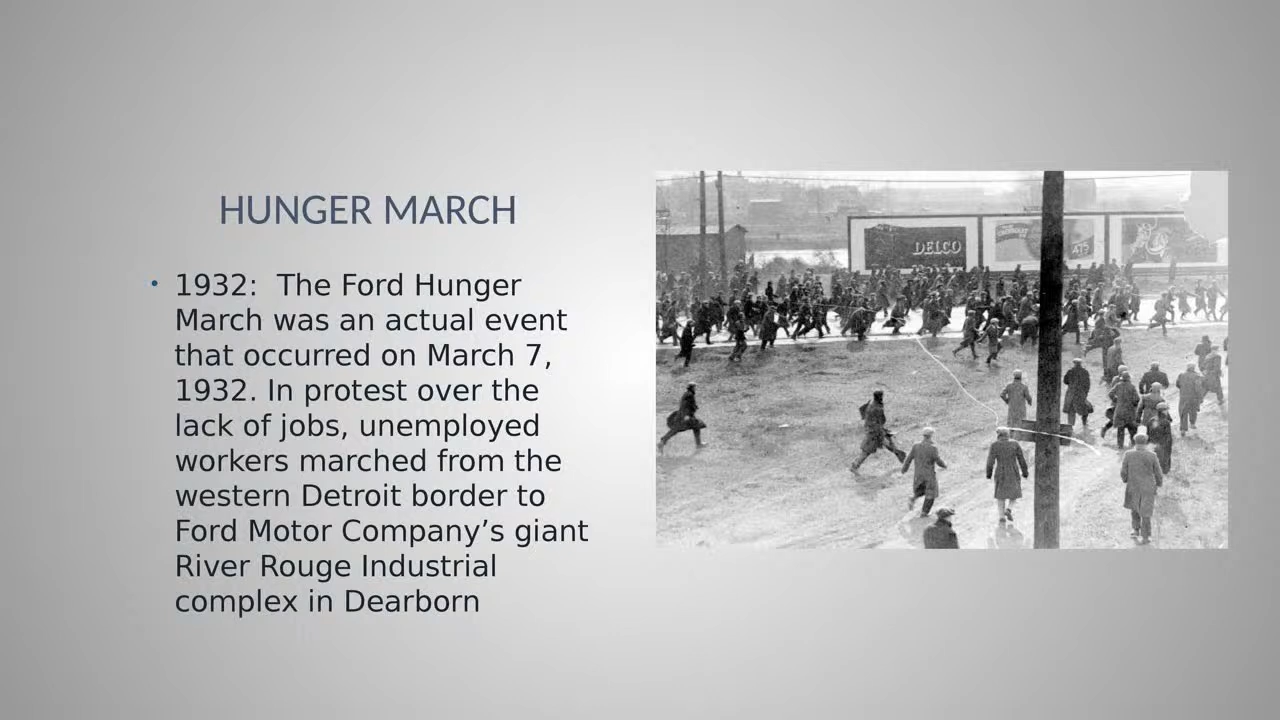 HUNGER MARCH
• 1932:  The Ford Hunger
March was an actual event
that occurred on March 7,
1932. In protest over the
lack of jobs, unemployed
workers marched from the
western Detroit border to
Ford Motor Company’s giant
River Rouge Industrial
complex in Dearborn
DELCO
CHEVROLET
475